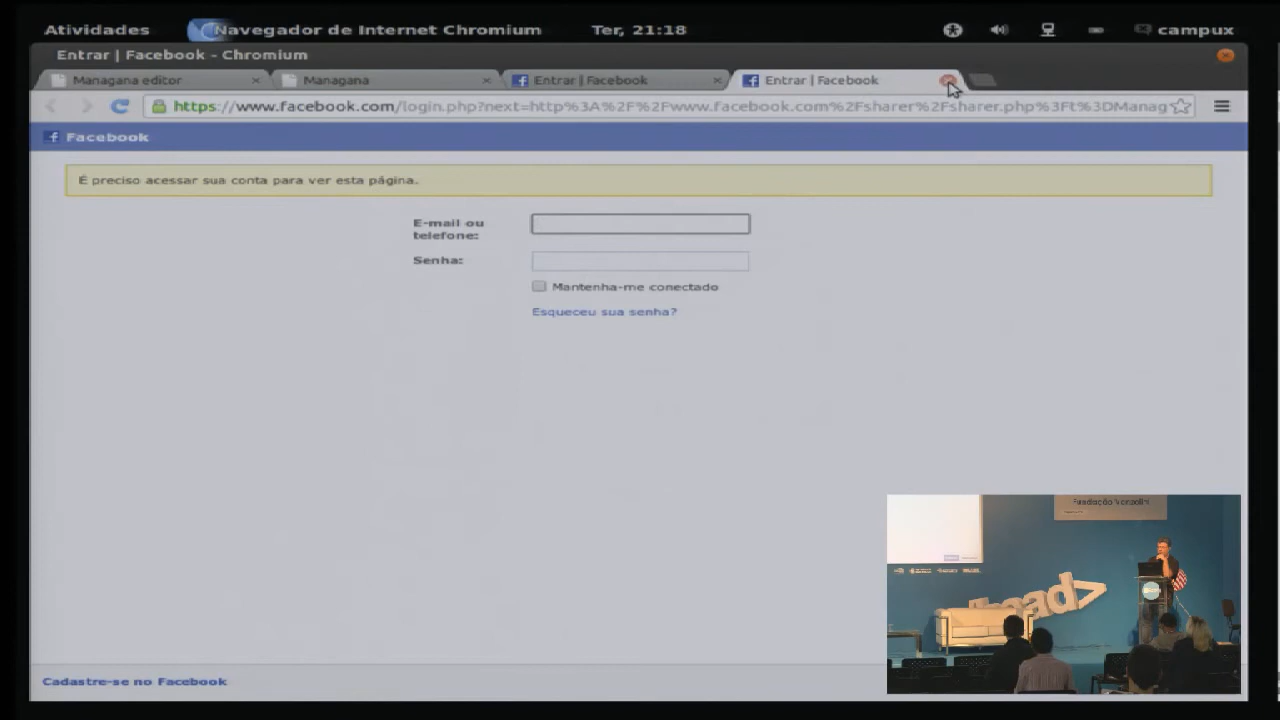 Atividades Navegador de Internet Chromium Ter, 21:18 campux
Entrar | Facebook - Chromium
Managana editor Managana Entrar | Facebook Entrar | Facebook
https://www.facebook.com/login.php?next=http%3A%2F%2Fwww.facebook.com%2Fsharer%2Fsharer.php%3Ft%3DManag
Facebook
É preciso acessar sua conta para ver esta página.
E-mail ou
telefone:
Senha:
Mantenha-me conectado
Esqueceu sua senha?
Fundação Vanzolini
Cadastre-se no Facebook